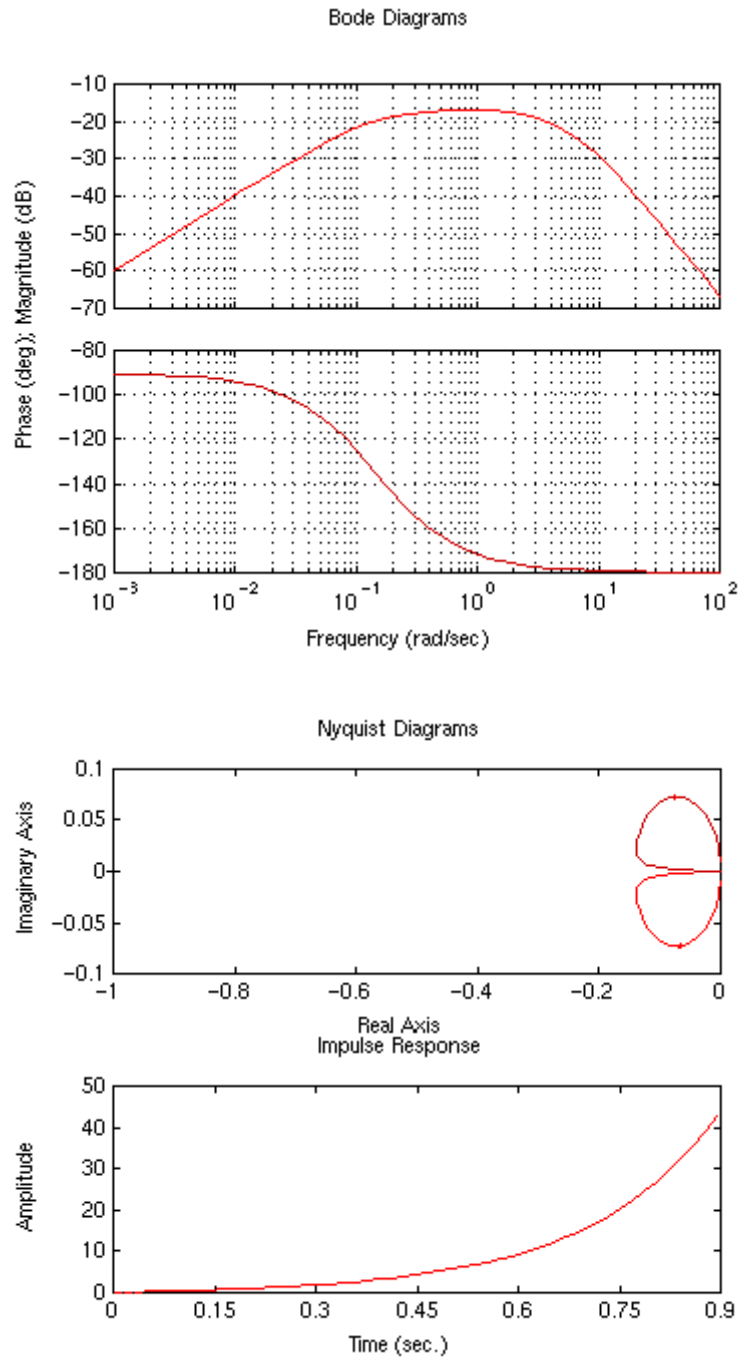 Bode Diagrams
Phase (deg); Magnitude (dB)
−10
−20
−30
−40
−50
−60
−70
−80
−100
−120
−140
−160
−180
10^-3 10^-2 10^-1 10^0 10^1 10^2
Frequency (rad/sec)
Nyquist Diagrams
Imaginary Axis
0.1
0.05
0
−0.05
−0.1
−1 −0.8 −0.6 −0.4 −0.2 0
Real Axis
Impulse Response
Amplitude
50
40
30
20
10
0
0 0.15 0.3 0.45 0.6 0.75 0.9
Time (sec.)